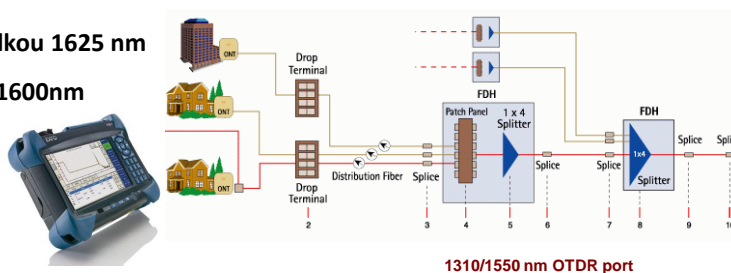 lkou 1625 nm
1600nm
ONT
ONT
ONT
Drop
Terminal
Drop
Terminal
Distribution Fiber
Splice
FDH
Patch Panel
1 x 4
Splitter
Splice
FDH
1x4
Splitter
Splice
Splice
Spli
2
3
4
5
6
7
8
9
10
1310/1550 nm OTDR port